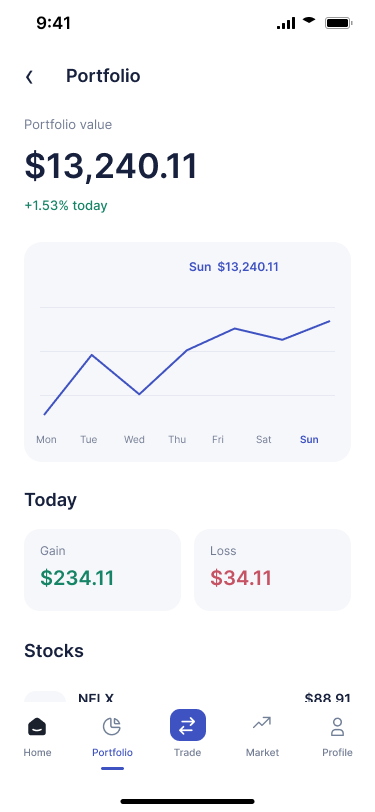 9:41
Portfolio
Portfolio value
$13,240.11
+1.53% today
Sun $13,240.11
Mon Tue Wed Thu Fri Sat Sun
Today
Gain Loss
$234.11 $34.11
Stocks
NFLX $88.91
Home Portfolio Trade Market Profile